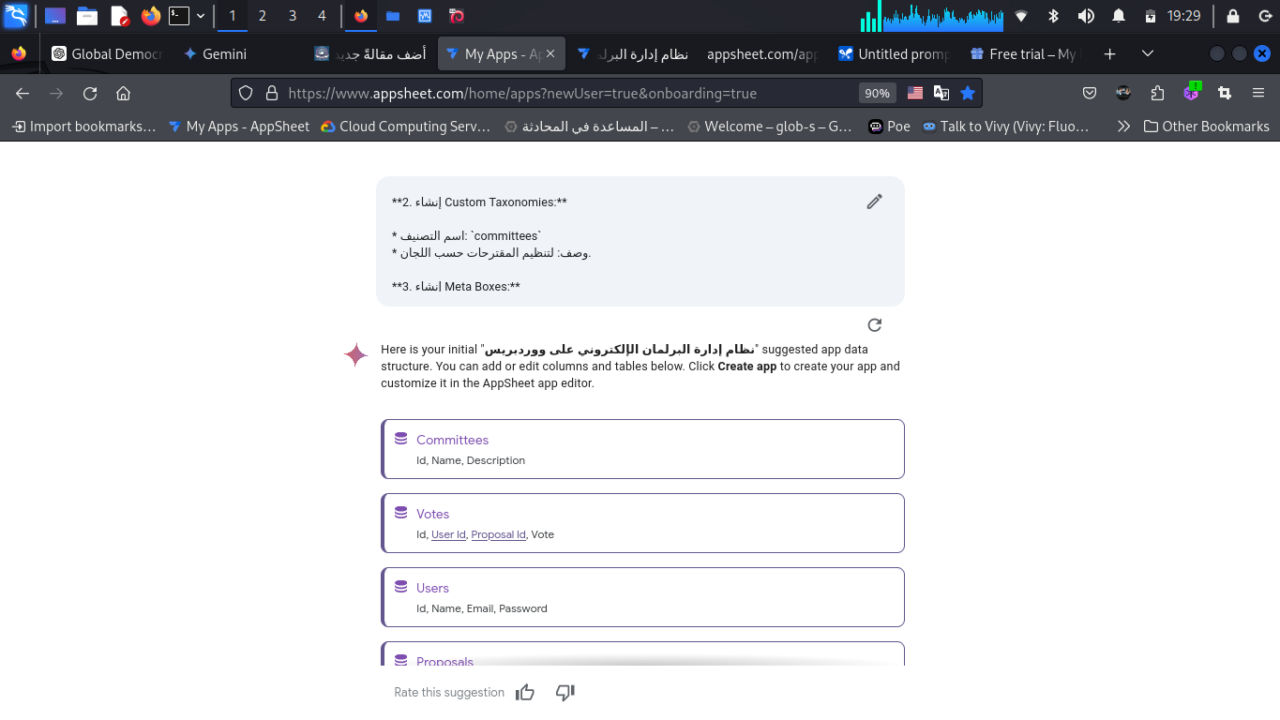 1 2 3 4 19:29
Global Democr Gemini أضف مقالة جديد My Apps - Ap نظام إدارة البرلم appsheet.com/app Untitled promp Free trial – My
https://www.appsheet.com/home/apps?newUser=true&onboarding=true 90% 1
Import bookmarks… My Apps - AppSheet Cloud Computing Serv… المساعدة في المحادثة – … Welcome – glob-s – G… Poe Talk to Vivy (Vivy: Fluo… Other Bookmarks
**2. إنشاء Custom Taxonomies:**
* اسم التصنيف: `committees`
* وصف: لتنظيم المقترحات حسب اللجان.
**3. إنشاء Meta Boxes:**
Here is your initial "نظام إدارة البرلمان الإلكتروني على ووردبريس" suggested app data
structure. You can add or edit columns and tables below. Click Create app to create your app and
customize it in the AppSheet app editor.
Committees
Id, Name, Description
Votes
Id, User Id, Proposal Id, Vote
Users
Id, Name, Email, Password
Proposals
Rate this suggestion